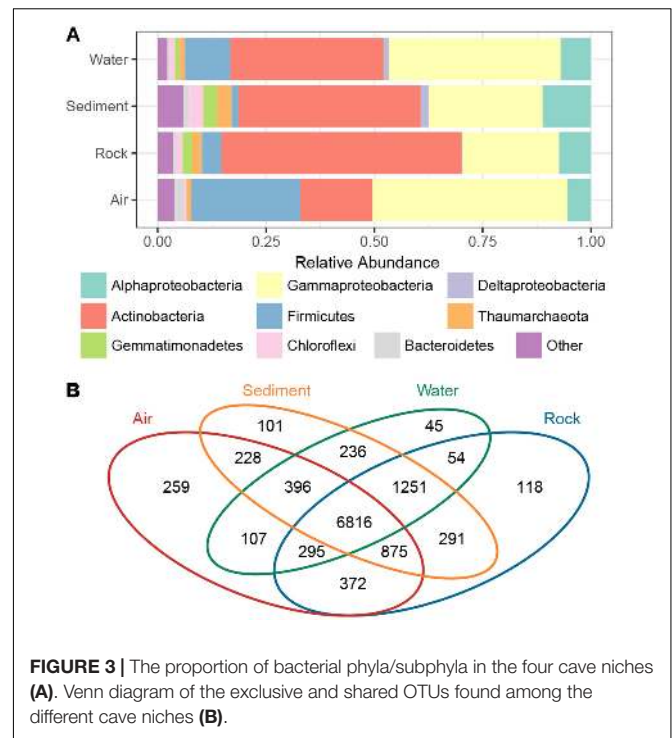 A
Water
Sediment
Rock
Air
0.00 0.25 0.50 0.75 1.00
Relative Abundance
Alphaproteobacteria Gammaproteobacteria Deltaproteobacteria
Actinobacteria Firmicutes Thaumarchaeota
Gemmatimonadetes Chloroflexi Bacteroidetes Other
B
Sediment Water
Air Rock
101 45
228 236 54
259 396 1251 118
6816
107 295 875 291
372
FIGURE 3 | The proportion of bacterial phyla/subphyla in the four cave niches
(A). Venn diagram of the exclusive and shared OTUs found among the
different cave niches (B).